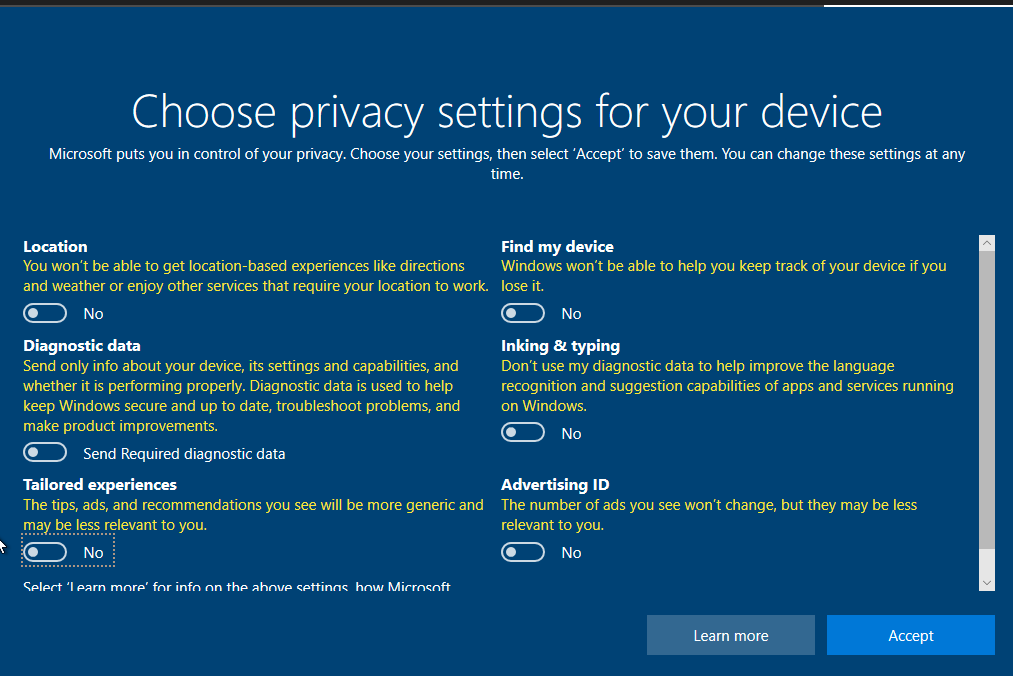 Choose privacy settings for your device
Microsoft puts you in control of your privacy. Choose your settings, then select ‘Accept’ to save them. You can change these settings at any
time.
Location
You won’t be able to get location-based experiences like directions
and weather or enjoy other services that require your location to work.
No
Find my device
Windows won’t be able to help you keep track of your device if you
lose it.
No
Diagnostic data
Send only info about your device, its settings and capabilities, and
whether it is performing properly. Diagnostic data is used to help
keep Windows secure and up to date, troubleshoot problems, and
make product improvements.
Send Required diagnostic data
Inking & typing
Don’t use my diagnostic data to help improve the language
recognition and suggestion capabilities of apps and services running
on Windows.
No
Tailored experiences
The tips, ads, and recommendations you see will be more generic and
may be less relevant to you.
No
Advertising ID
The number of ads you see won’t change, but they may be less
relevant to you.
No
Select ‘Learn more’ for info on the above settings, how Microsoft
Learn more
Accept